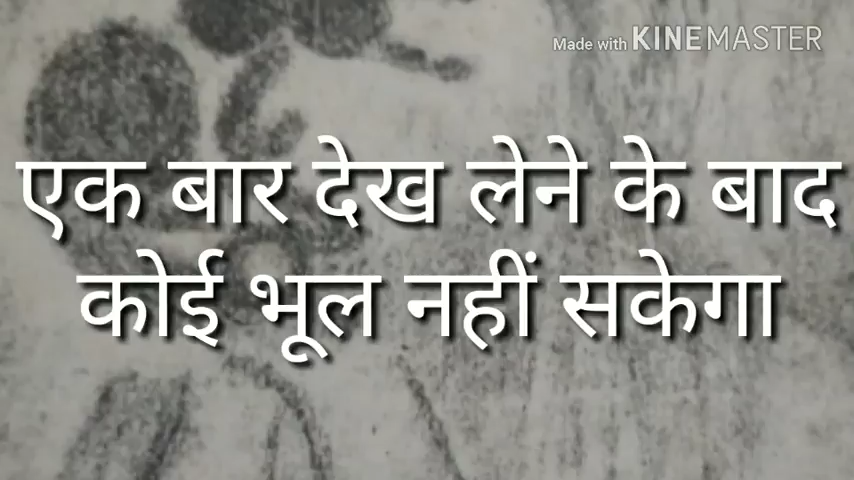 Made with KINEMASTER
एक बार देख लेने के बाद
कोई भूल नहीं सकेगा